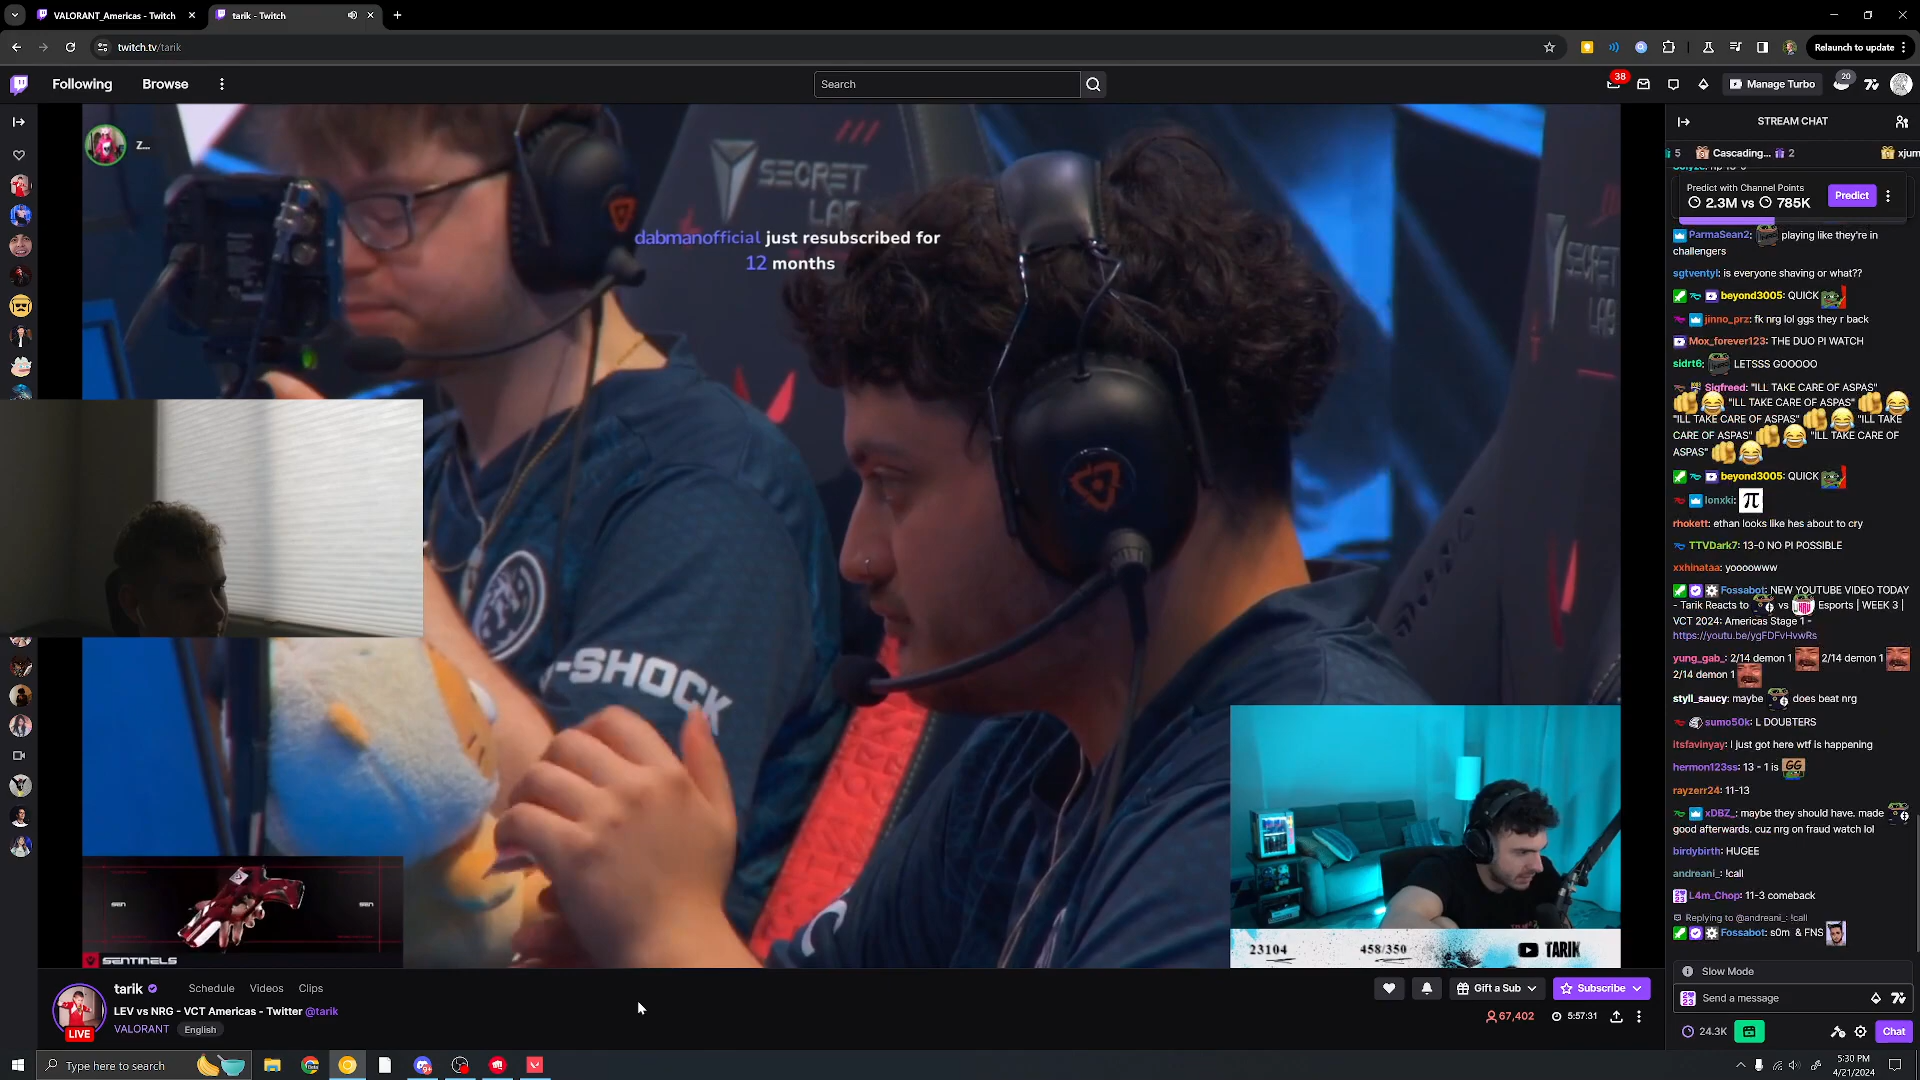 VALORANT_Americas - Twitch
tarik - Twitch
twitch.tv/tarik
Relaunch to update
Following
Browse
Search
38
Manage Turbo
20
Z...
SECRET
LAB
dabmanofficial just resubscribed for
12 months
-SHOCK
SEN
SEN
SENTINELS
23104
458/350
TARIK
tarik
Schedule
Videos
Clips
LEV vs NRG - VCT Americas - Twitter @tarik
LIVE
VALORANT
English
Gift a Sub
Subscribe
67,402
5:57:31
STREAM CHAT
5
Cascading... 2
xjum
Predict with Channel Points
2.3M vs 785K
Predict
ParmaSean2: playing like they're in
challengers
sgtventyl: is everyone shaving or what??
beyond3005: QUICK
jinno_prz: fk nrg lol ggs they r back
Mox_forever123: THE DUO PI WATCH
sidrt6: LETSSS GOOOOO
Sigfreed: "ILL TAKE CARE OF ASPAS"
"ILL TAKE CARE OF ASPAS"
"ILL TAKE CARE OF ASPAS" "ILL TAKE
CARE OF ASPAS" "ILL TAKE CARE OF
ASPAS"
beyond3005: QUICK
lonxki: π
rhokett: ethan looks like hes about to cry
TTVDark7: 13-0 NO PI POSSIBLE
xxhinataa: yoooowww
Fossabot: NEW YOUTUBE VIDEO TODAY
- Tarik Reacts to vs Esports | WEEK 3 |
VCT 2024: Americas Stage 1 -
https://youtu.be/ygFDFvHvwRs
yung_gab_: 2/14 demon 1 2/14 demon 1
2/14 demon 1
styll_saucy: maybe does beat nrg
sumo50k: L DOUBTERS
itsfavinyay: I just got here wtf is happening
hermon123ss: 13 - 1 is GG
rayzerr24: 11-13
xDBZ_: maybe they should have. made
good afterwards. cuz nrg on fraud watch lol
birdybirth: HUGEE
andreani_: !call
L4m_Chop: 11-3 comeback
Replying to @andreani_: !call
Fossabot: s0m & FNS
Slow Mode
Send a message
24.3K
Chat
Type here to search
5:30 PM
4/21/2024